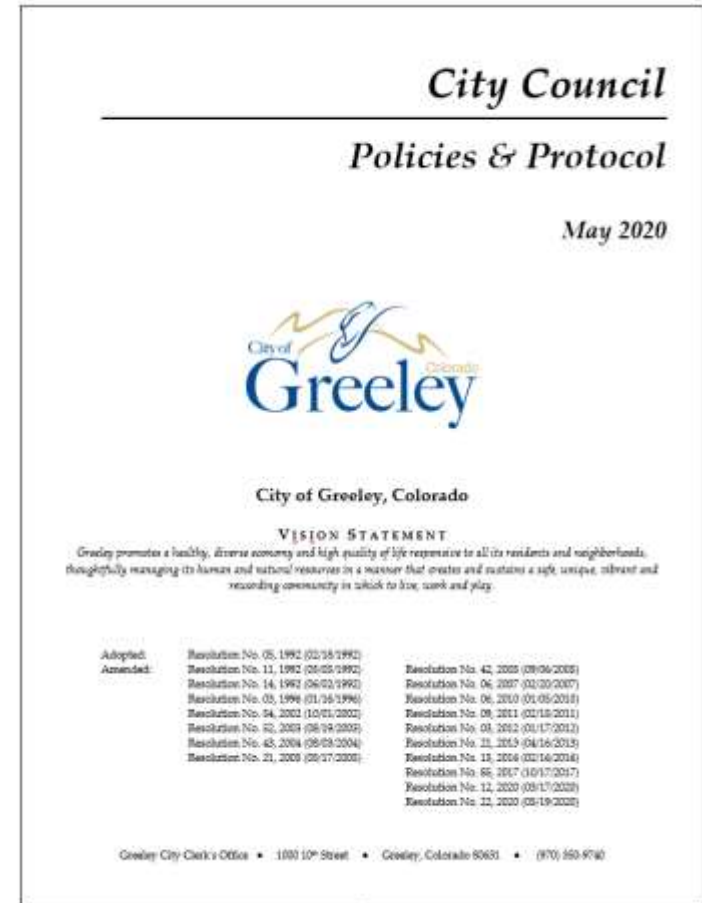 City Council
Policies & Protocol
May 2020
City of
Colorado
Greeley
City of Greeley, Colorado
VISION STATEMENT
Greeley promotes a healthy, diverse economy and high quality of life responsive to all its residents and neighborhoods,
thoughtfully managing its human and natural resources in a manner that creates and sustains a safe, unique, vibrant and
rewarding community in which to live, work and play.
Adopted: Resolution No. 05, 1992 (02/18/1992)
Amended: Resolution No. 11, 1992 (05/05/1992)
Resolution No. 14, 1992 (06/02/1992)
Resolution No. 03, 1996 (01/16/1996)
Resolution No. 54, 2002 (10/01/2002)
Resolution No. 52, 2003 (08/19/2003)
Resolution No. 43, 2004 (08/03/2004)
Resolution No. 21, 2005 (05/17/2005)
Resolution No. 42, 2005 (09/06/2005)
Resolution No. 06, 2007 (02/20/2007)
Resolution No. 06, 2010 (01/05/2010)
Resolution No. 09, 2011 (02/15/2011)
Resolution No. 03, 2012 (01/17/2012)
Resolution No. 21, 2013 (04/16/2013)
Resolution No. 13, 2016 (02/16/2016)
Resolution No. 2017 (10/17/2017)
Resolution No. 12, 2020 (03/17/2020)
Resolution No. 22, 2020 (05/19/2020)
Greeley City Clerk's Office • 1000 10th Street • Greeley, Colorado 80631 • (970) 350-9740